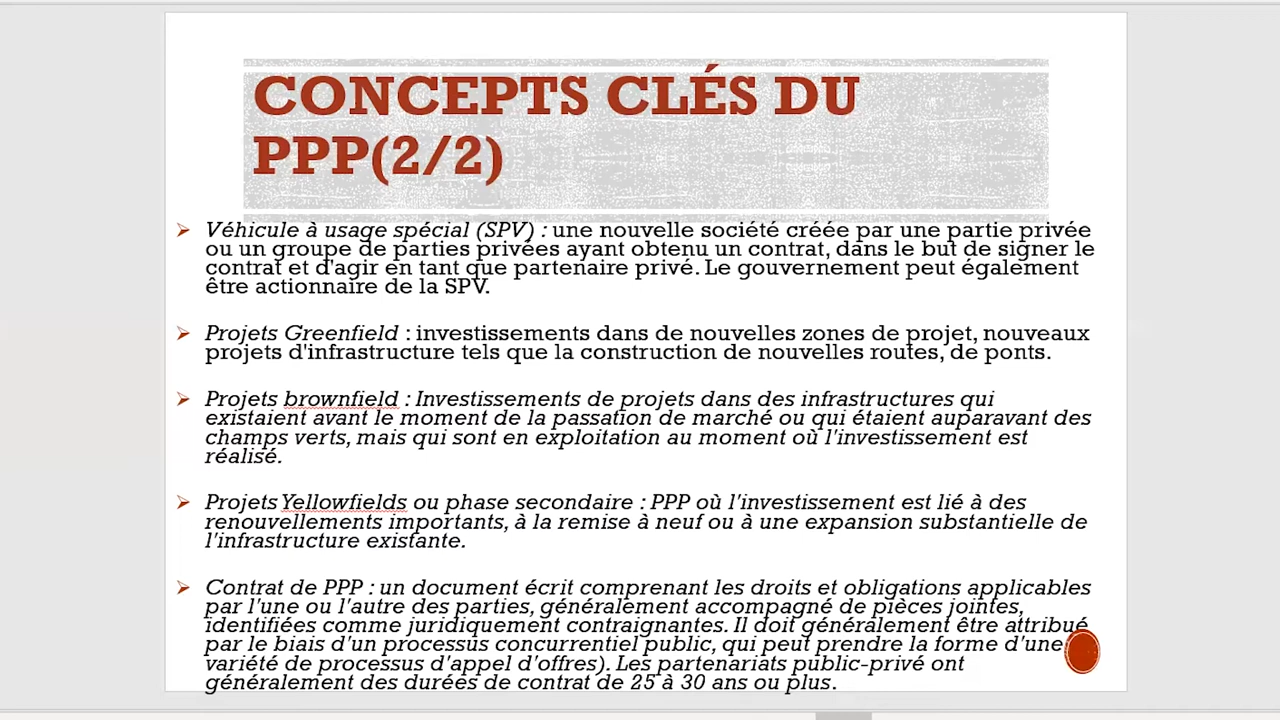 CONCEPTS CLÉS DU
PPP(2/2)
Véhicule à usage spécial (SPV) : une nouvelle société créée par une partie privée
ou un groupe de parties privées ayant obtenu un contrat, dans le but de signer le
contrat et d'agir en tant que partenaire privé. Le gouvernement peut également
être actionnaire de la SPV.
Projets Greenfield : investissements dans de nouvelles zones de projet, nouveaux
projets d'infrastructure tels que la construction de nouvelles routes, de ponts.
Projets brownfield : Investissements de projets dans des infrastructures qui
existaient avant le moment de la passation de marché ou qui étaient auparavant des
champs verts, mais qui sont en exploitation au moment où l'investissement est
réalisé.
Projets Yellowfields ou phase secondaire : PPP où l'investissement est lié à des
renouvellements importants, à la remise à neuf ou à une expansion substantielle de
l'infrastructure existante.
Contrat de PPP : un document écrit comprenant les droits et obligations applicables
par l'une ou l'autre des parties, généralement accompagné de pièces jointes,
identifiées comme juridiquement contraignantes. Il doit généralement être attribué
par le biais d'un processus concurrentiel public, qui peut prendre la forme d'une
variété de processus d'appel d'offres). Les partenariats public-privé ont
généralement des durées de contrat de 25 à 30 ans ou plus.